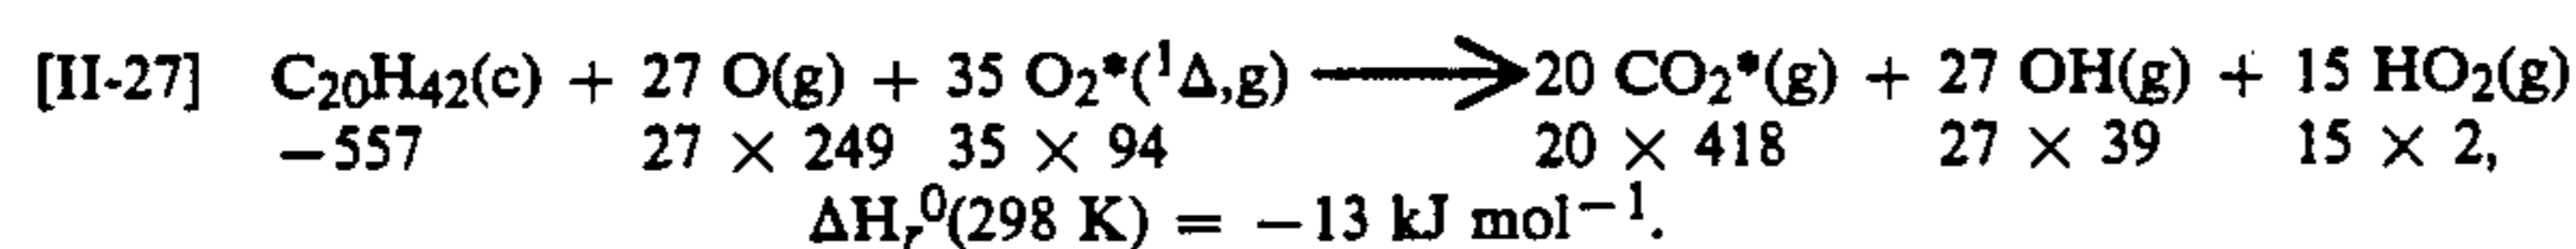 [II-27] C₂₀H₄₂(c) + 27 O(g) + 35 O₂*(¹Δ,g) ⟶ 20 CO₂*(g) + 27 OH(g) + 15 HO₂(g)
−557 27 × 249 35 × 94 20 × 418 27 × 39 15 × 2,
ΔHᵣ⁰(298 K) = −13 kJ mol⁻¹.